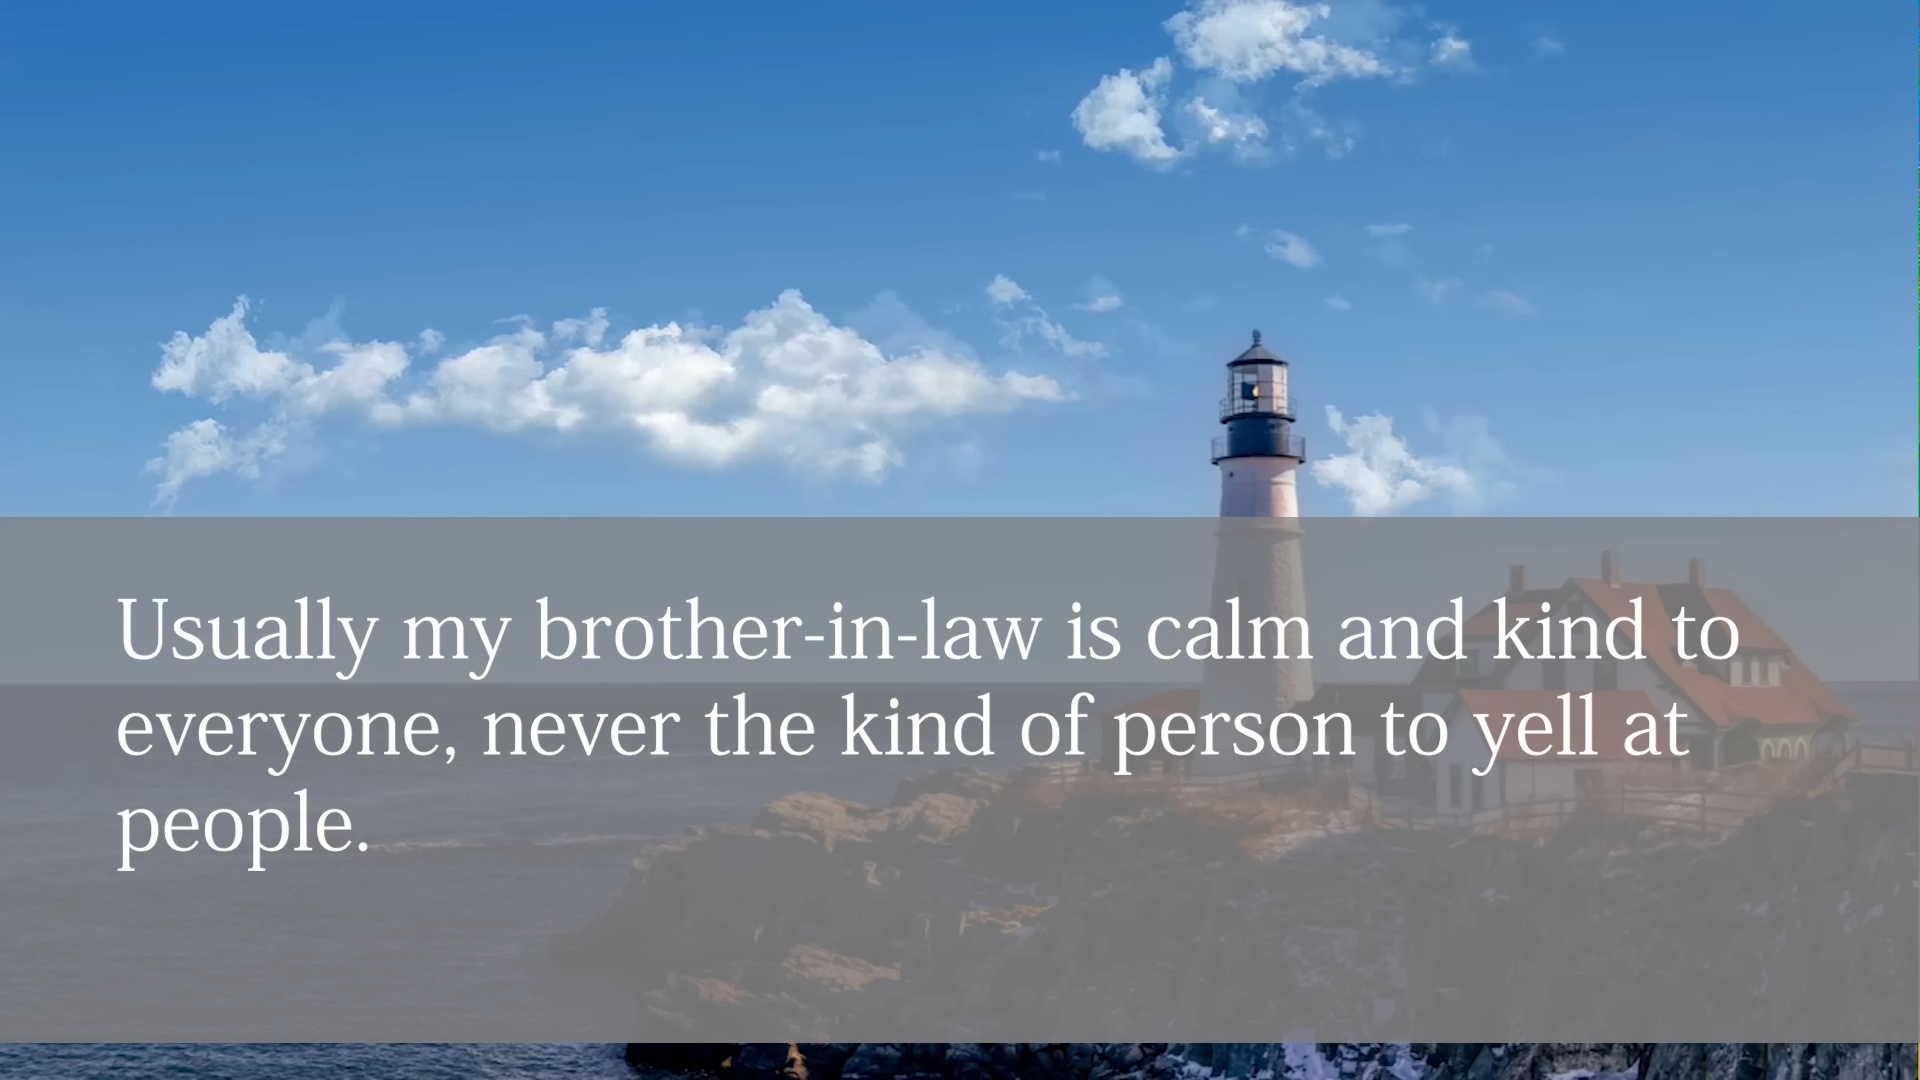 Usually my brother-in-law is calm and kind to
everyone, never the kind of person to yell at
people.